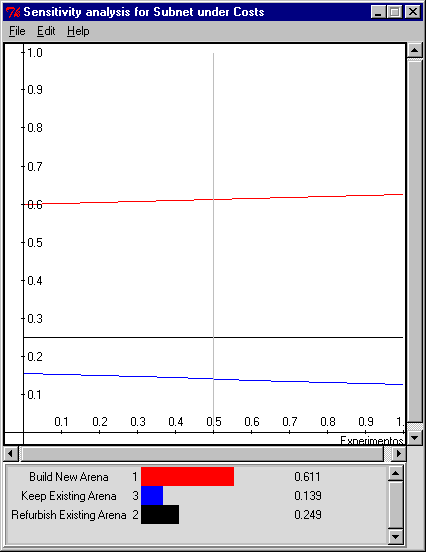 Sensitivity analysis for Subnet under Costs
File Edit Help
1.0
0.9
0.8
0.7
0.6
0.5
0.4
0.3
0.2
0.1
0.1 0.2 0.3 0.4 0.5 0.6 0.7 0.8 0.9 1.
Experimentos
Build New Arena 1 0.611
Keep Existing Arena 3 0.139
Refurbish Existing Arena 2 0.249